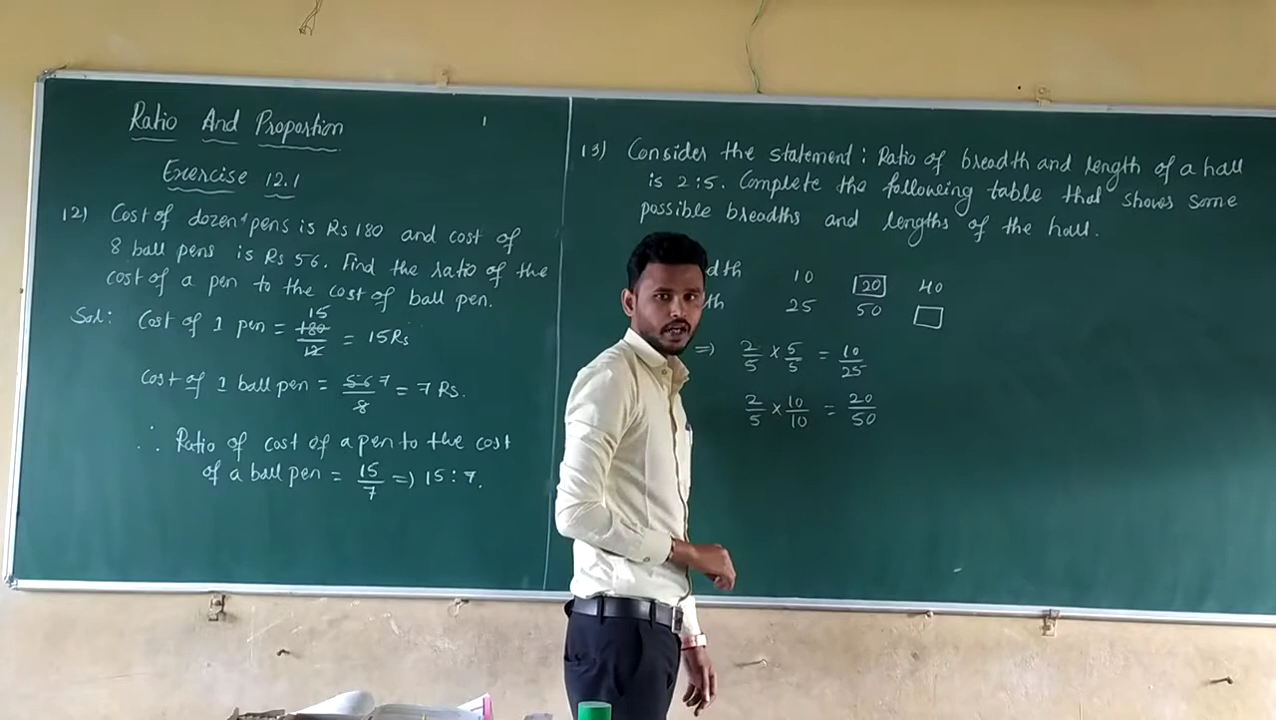 Ratio And Proportion
Exercise 12.1
12) Cost of dozen pens is Rs 180 and cost of
8 ball pens is Rs 56. Find the ratio of the
cost of a pen to the cost of ball pen.
Sol: Cost of 1 pen = 180/12 = 15 Rs
15
Cost of 1 ball pen = 56/8 7 = 7 Rs.
∴ Ratio of cost of a pen to the cost
of a ball pen = 15/7 => 15:7.
13) Consider the statement: Ratio of breadth and length of a hall
is 2:5. Complete the following table that shows some
possible breadths and lengths of the hall.
dth 10 20 40
th 25 50
=> 2/5 × 5/5 = 10/25
2/5 × 10/10 = 20/50